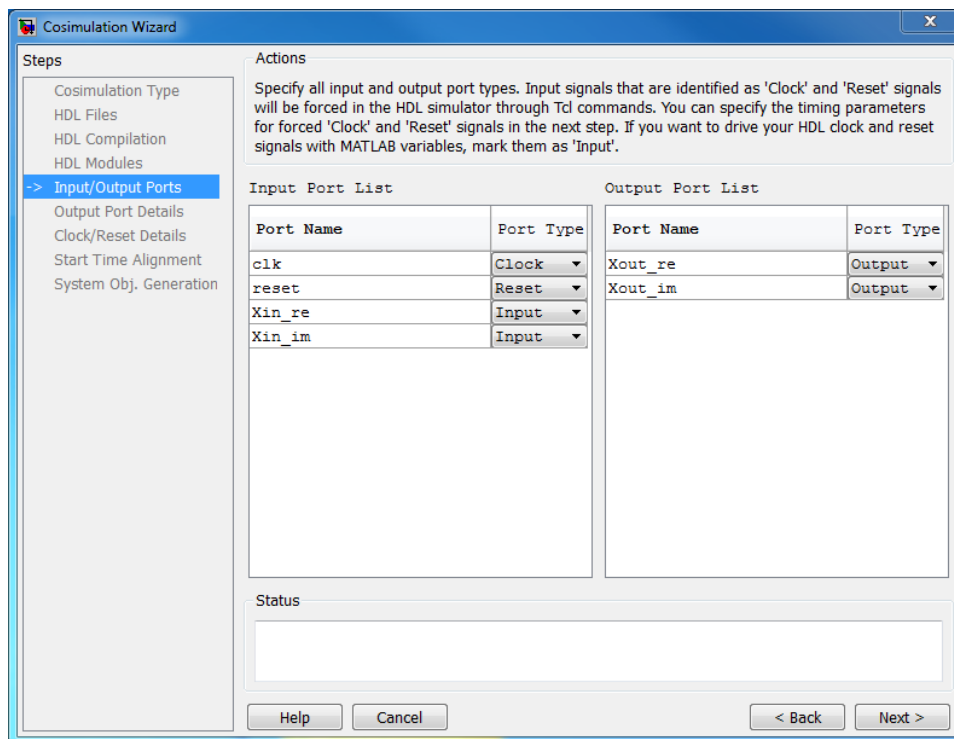 Cosimulation Wizard
X
Steps
Cosimulation Type
HDL Files
HDL Compilation
HDL Modules
-> Input/Output Ports
Output Port Details
Clock/Reset Details
Start Time Alignment
System Obj. Generation
Actions
Specify all input and output port types. Input signals that are identified as 'Clock' and 'Reset' signals
will be forced in the HDL simulator through Tcl commands. You can specify the timing parameters
for forced 'Clock' and 'Reset' signals in the next step. If you want to drive your HDL clock and reset
signals with MATLAB variables, mark them as 'Input'.
Input Port List
Port Name Port Type
clk Clock
reset Reset
Xin_re Input
Xin_im Input
Output Port List
Port Name Port Type
Xout_re Output
Xout_im Output
Status
Help Cancel < Back Next >